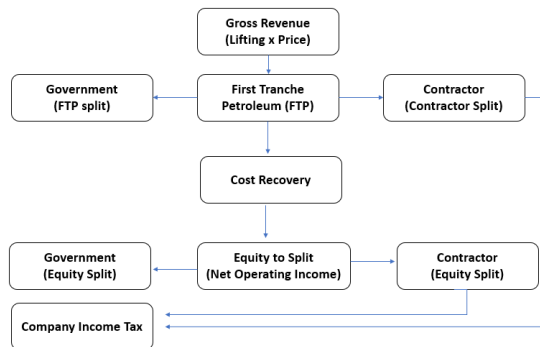 Gross Revenue
(Lifting x Price)
Government
(FTP split)
First Tranche
Petroleum (FTP)
Contractor
(Contractor Split)
Cost Recovery
Government
(Equity Split)
Equity to Split
(Net Operating Income)
Contractor
(Equity Split)
Company Income Tax